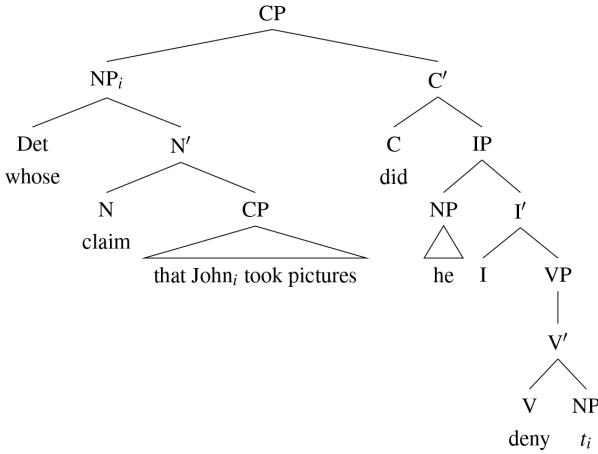 CP
NPᵢ C′
Det N′ C IP
whose did
N CP NP I′
claim
that Johnᵢ took pictures he I VP
V′
V NP
deny tᵢ